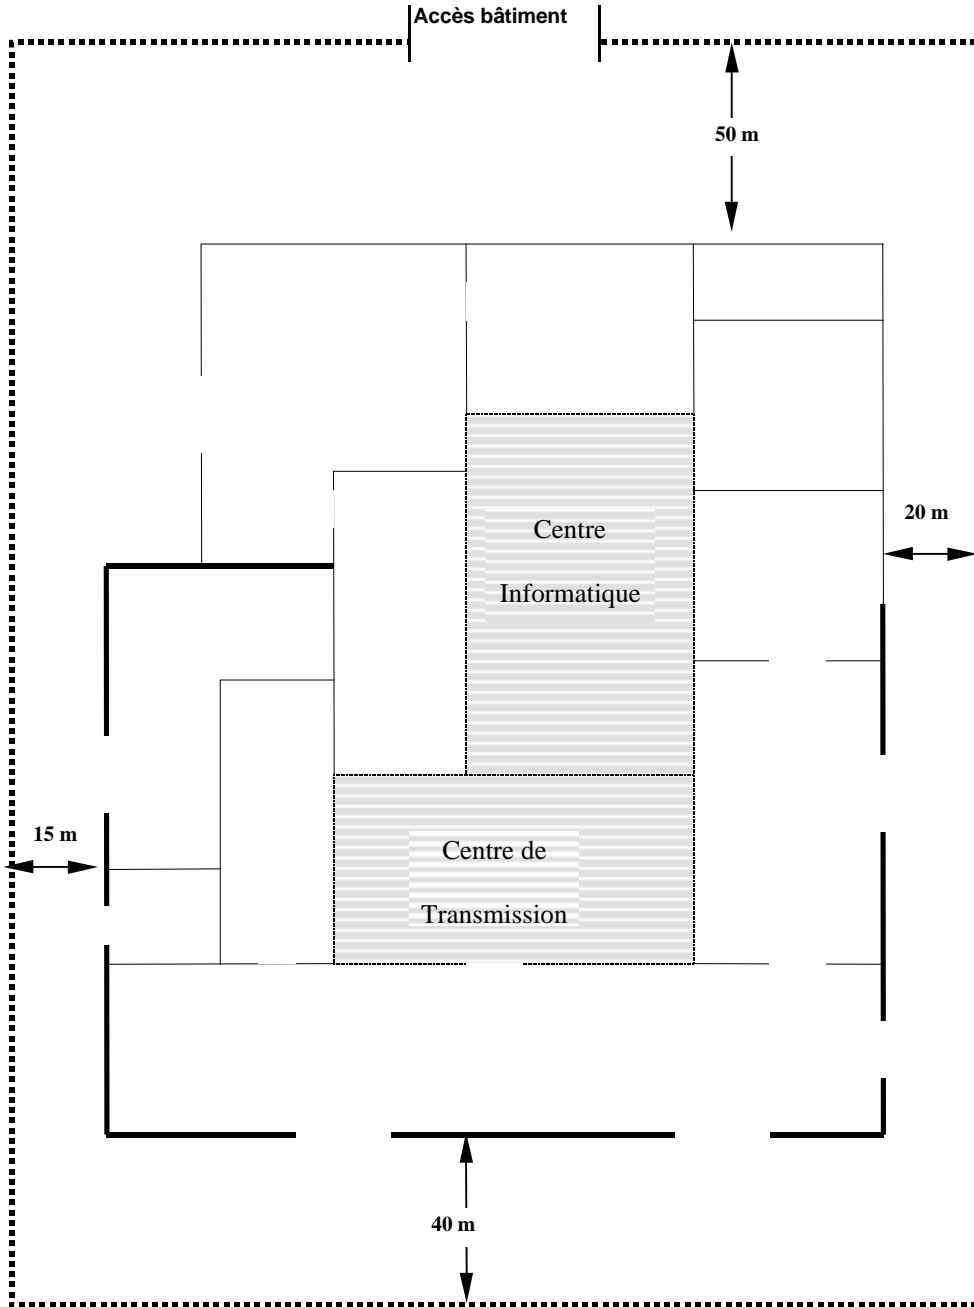 Accès bâtiment
50 m
20 m
Centre
Informatique
15 m
Centre de
Transmission
40 m